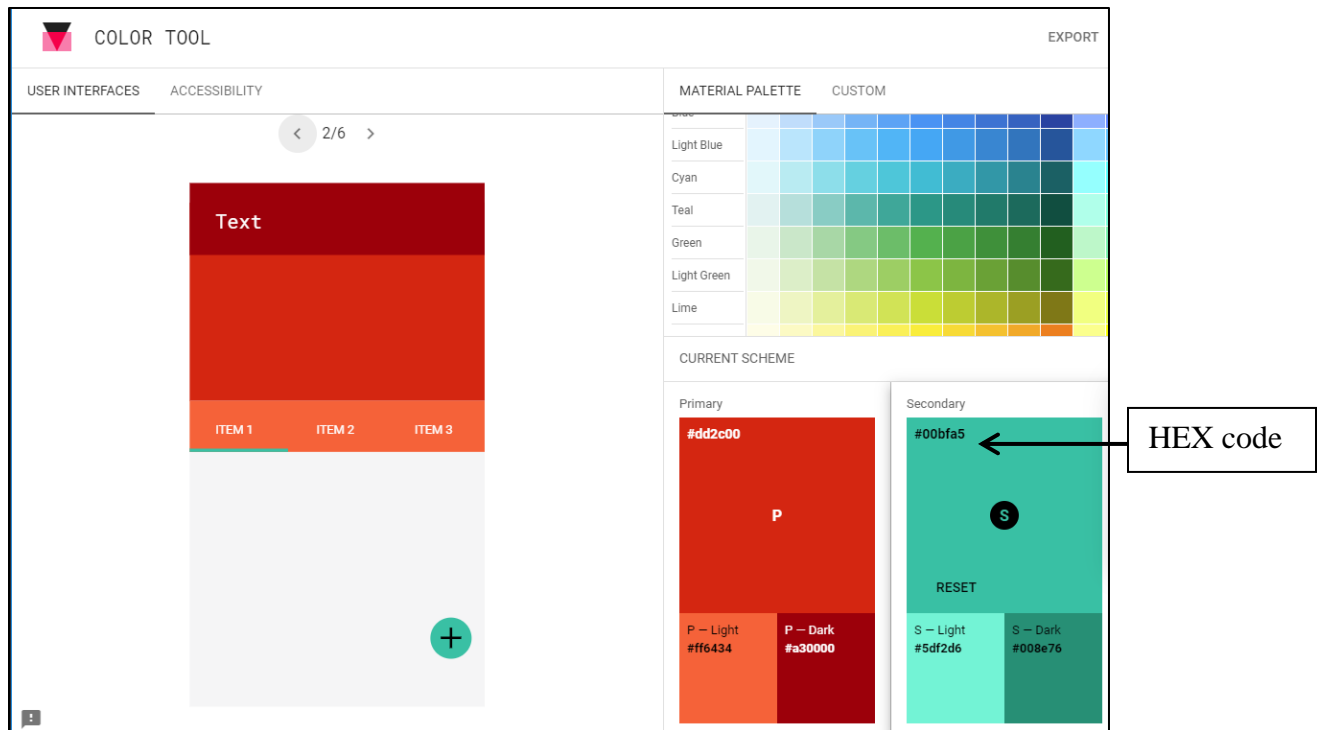 COLOR TOOL
EXPORT
USER INTERFACES ACCESSIBILITY
MATERIAL PALETTE CUSTOM
2/6
Text
ITEM 1 ITEM 2 ITEM 3
Light Blue
Cyan
Teal
Green
Light Green
Lime
CURRENT SCHEME
Primary
#dd2c00
P
P — Light
#ff6434
P — Dark
#a30000
Secondary
#00bfa5
S
RESET
S — Light
#5df2d6
S — Dark
#008e76
HEX code